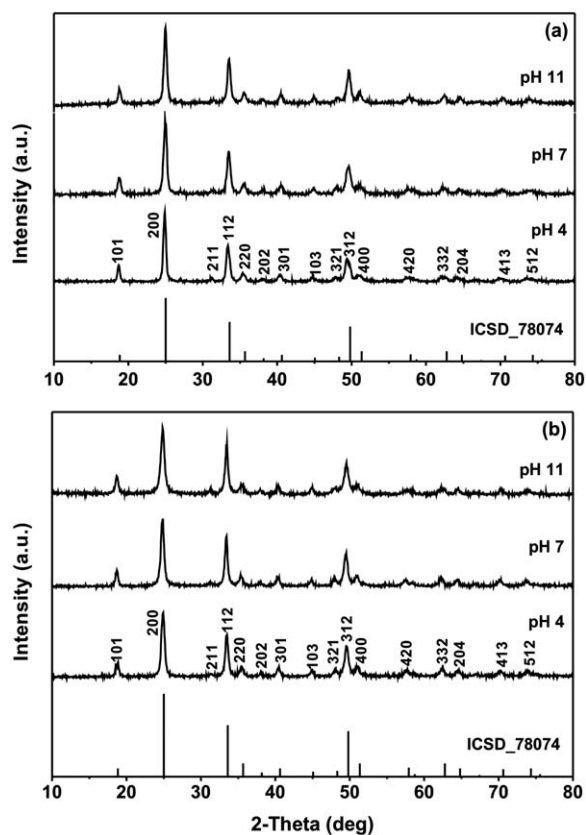 (a)
pH 11
pH 7
pH 4
101
200
211
112
220
202
301
103
321
312
400
420
332
204
413
512
ICSD_78074
10 20 30 40 50 60 70 80
Intensity (a.u.)
(b)
pH 11
pH 7
pH 4
101
200
211
112
220
202
301
103
321
312
400
420
332
204
413
512
ICSD_78074
10 20 30 40 50 60 70 80
Intensity (a.u.)
2-Theta (deg)